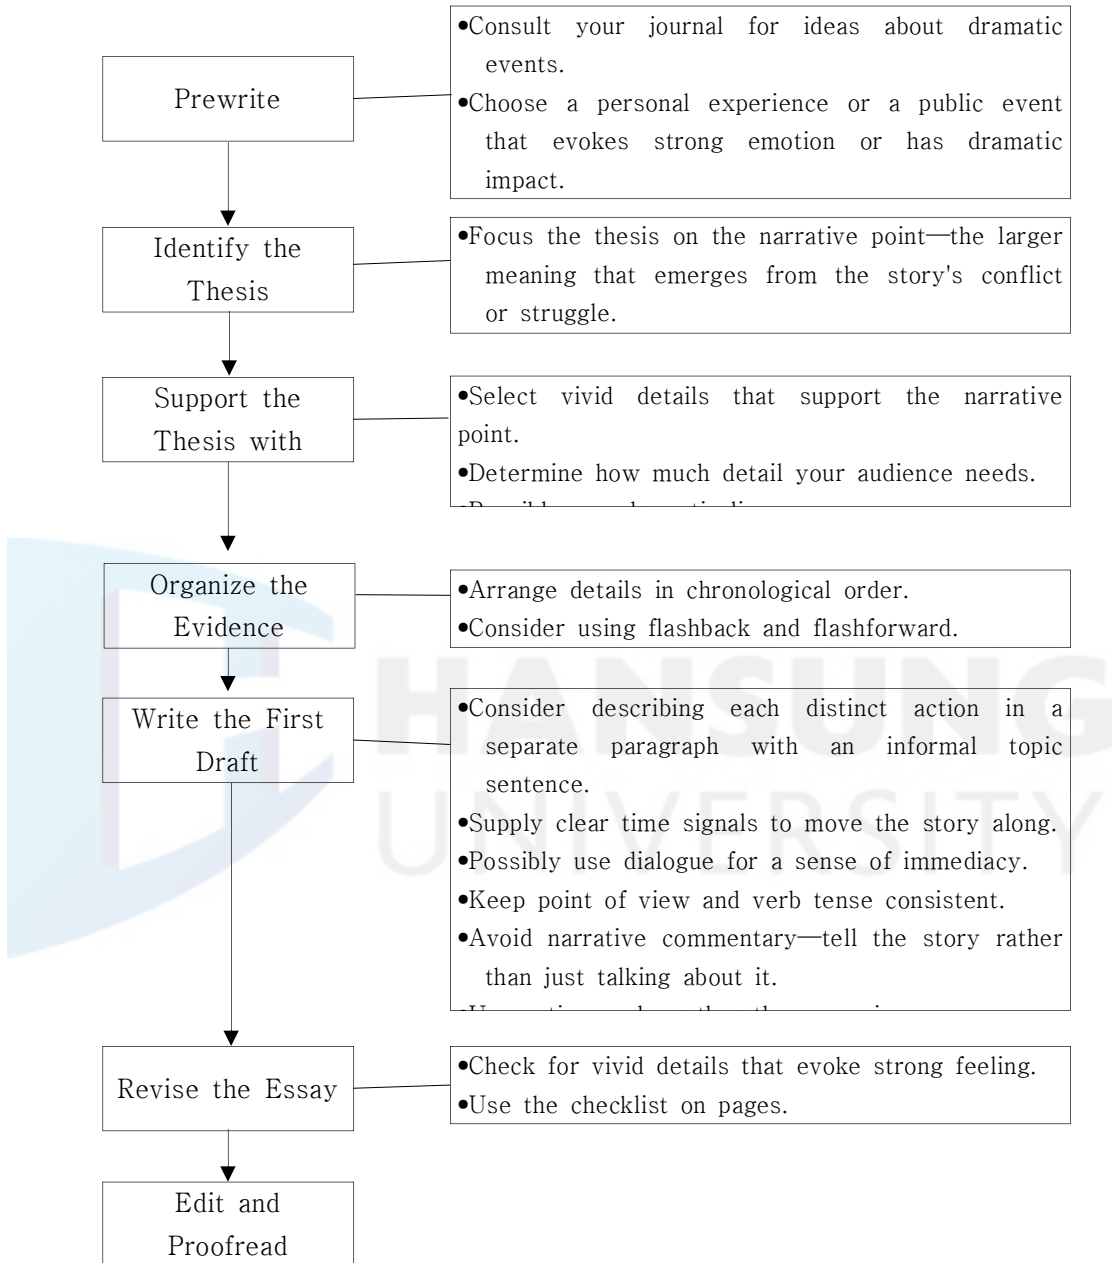 Prewrite
•Consult your journal for ideas about dramatic
events.
•Choose a personal experience or a public event
that evokes strong emotion or has dramatic
impact.
Identify the
Thesis
•Focus the thesis on the narrative point—the larger
meaning that emerges from the story's conflict
or struggle.
Support the
Thesis with
•Select vivid details that support the narrative
point.
•Determine how much detail your audience needs.
Organize the
Evidence
•Arrange details in chronological order.
•Consider using flashback and flashforward.
Write the First
Draft
•Consider describing each distinct action in a
separate paragraph with an informal topic
sentence.
•Supply clear time signals to move the story along.
•Possibly use dialogue for a sense of immediacy.
•Keep point of view and verb tense consistent.
•Avoid narrative commentary—tell the story rather
than just talking about it.
Revise the Essay
•Check for vivid details that evoke strong feeling.
•Use the checklist on pages.
Edit and
Proofread
HANSUNG
UNIVERSITY